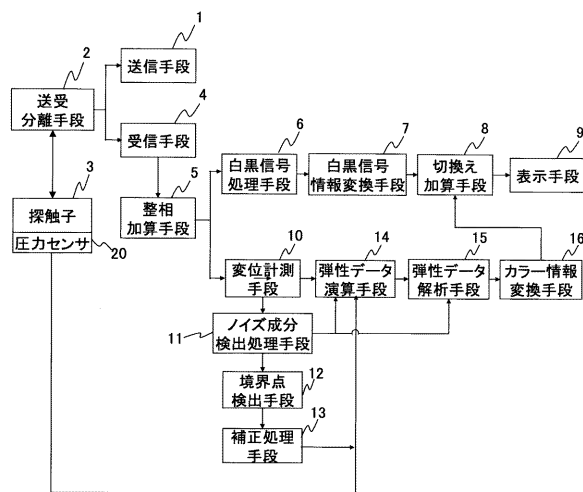 1
送信手段
2
送受
分離手段
4
受信手段
3
探触子
圧力センサ
20
5
整相
加算手段
6
白黒信号
処理手段
7
白黒信号
情報変換手段
8
切換え
加算手段
9
表示手段
10
変位計測
手段
14
弾性データ
演算手段
15
弾性データ
解析手段
16
カラー情報
変換手段
11
ノイズ成分
検出処理手段
12
境界点
検出手段
13
補正処理
手段